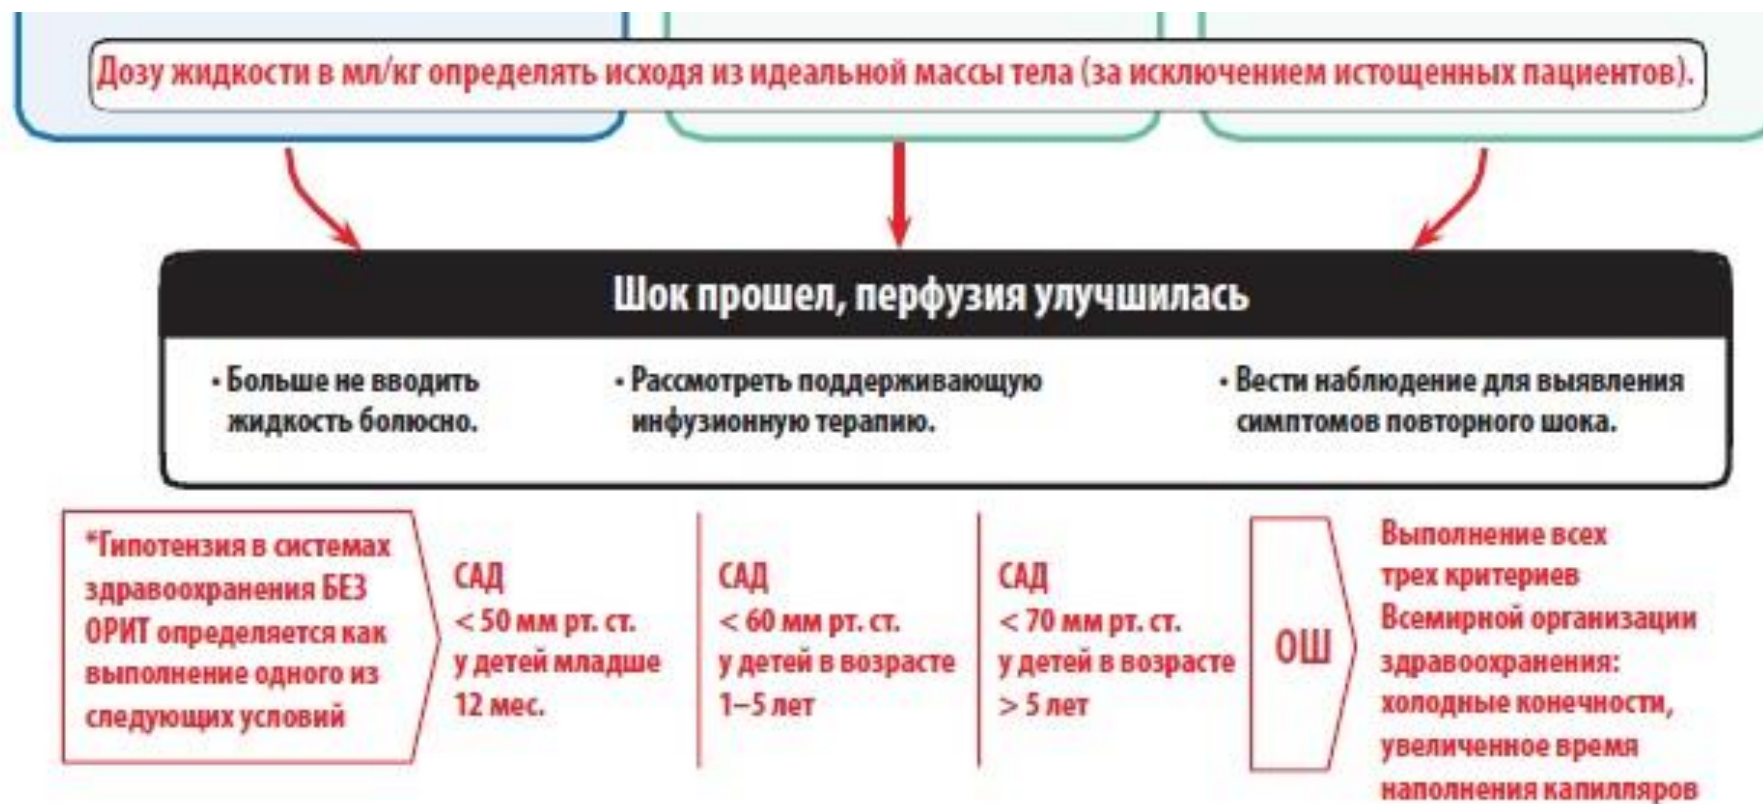 Дозу жидкости в мл/кг определять исходя из идеальной массы тела (за исключением истощенных пациентов).
Шок прошел, перфузия улучшилась
• Больше не вводить
жидкость болюсно.
• Рассмотреть поддерживающую
инфузионную терапию.
• Вести наблюдение для выявления
симптомов повторного шока.
*Гипотензия в системах
здравоохранения БЕЗ
ОРИТ определяется как
выполнение одного из
следующих условий
САД
< 50 мм рт. ст.
у детей младше
12 мес.
САД
< 60 мм рт. ст.
у детей в возрасте
1–5 лет
САД
< 70 мм рт. ст.
у детей в возрасте
> 5 лет
ОШ
Выполнение всех
трех критериев
Всемирной организации
здравоохранения:
холодные конечности,
увеличенное время
наполнения капилляров